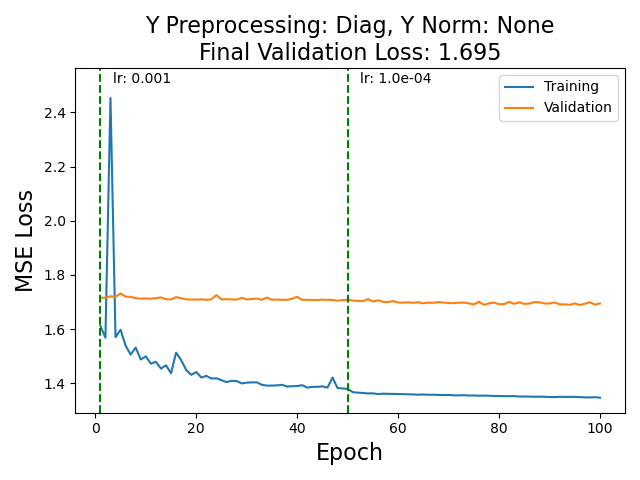 Y Preprocessing: Diag, Y Norm: None
Final Validation Loss: 1.695
lr: 0.001
lr: 1.0e-04
Training
Validation
2.4
2.2
2.0
1.8
1.6
1.4
MSE Loss
0
20
40
60
80
100
Epoch